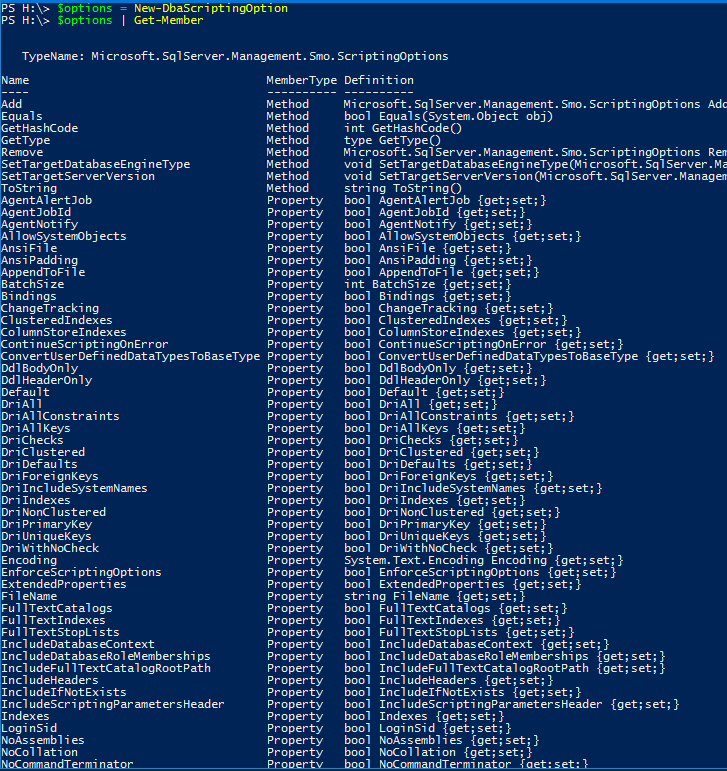 PS H:\> $options = New-DbaScriptingOption
PS H:\> $options | Get-Member
TypeName: Microsoft.SqlServer.Management.Smo.ScriptingOptions
Name MemberType Definition
---- ---------- ----------
Add Method Microsoft.SqlServer.Management.Smo.ScriptingOptions Add
Equals Method bool Equals(System.Object obj)
GetHashCode Method int GetHashCode()
GetType Method type GetType()
Remove Method Microsoft.SqlServer.Management.Smo.ScriptingOptions Rem
SetTargetDatabaseEngineType Method void SetTargetDatabaseEngineType(Microsoft.SqlServer.Ma
SetTargetServerVersion Method void SetTargetServerVersion(Microsoft.SqlServer.Managem
ToString Method string ToString()
AgentAlertJob Property bool AgentAlertJob {get;set;}
AgentJobId Property bool AgentJobId {get;set;}
AgentNotify Property bool AgentNotify {get;set;}
AllowSystemObjects Property bool AllowSystemObjects {get;set;}
AnsiFile Property bool AnsiFile {get;set;}
AnsiPadding Property bool AnsiPadding {get;set;}
AppendToFile Property bool AppendToFile {get;set;}
BatchSize Property int BatchSize {get;set;}
Bindings Property bool Bindings {get;set;}
ChangeTracking Property bool ChangeTracking {get;set;}
ClusteredIndexes Property bool ClusteredIndexes {get;set;}
ColumnStoreIndexes Property bool ColumnStoreIndexes {get;set;}
ContinueScriptingOnError Property bool ContinueScriptingOnError {get;set;}
ConvertUserDefinedDataTypesToBaseType Property bool ConvertUserDefinedDataTypesToBaseType {get;set;}
DdlBodyOnly Property bool DdlBodyOnly {get;set;}
DdlHeaderOnly Property bool DdlHeaderOnly {get;set;}
Default Property bool Default {get;set;}
DriAll Property bool DriAll {get;set;}
DriAllConstraints Property bool DriAllConstraints {get;set;}
DriAllKeys Property bool DriAllKeys {get;set;}
DriChecks Property bool DriChecks {get;set;}
DriClustered Property bool DriClustered {get;set;}
DriDefaults Property bool DriDefaults {get;set;}
DriForeignKeys Property bool DriForeignKeys {get;set;}
DriIncludeSystemNames Property bool DriIncludeSystemNames {get;set;}
DriIndexes Property bool DriIndexes {get;set;}
DriNonClustered Property bool DriNonClustered {get;set;}
DriPrimaryKey Property bool DriPrimaryKey {get;set;}
DriUniqueKeys Property bool DriUniqueKeys {get;set;}
DriWithNoCheck Property bool DriWithNoCheck {get;set;}
Encoding Property System.Text.Encoding Encoding {get;set;}
EnforceScriptingOptions Property bool EnforceScriptingOptions {get;set;}
ExtendedProperties Property bool ExtendedProperties {get;set;}
FileName Property string FileName {get;set;}
FullTextCatalogs Property bool FullTextCatalogs {get;set;}
FullTextIndexes Property bool FullTextIndexes {get;set;}
FullTextStopLists Property bool FullTextStopLists {get;set;}
IncludeDatabaseContext Property bool IncludeDatabaseContext {get;set;}
IncludeDatabaseRoleMemberships Property bool IncludeDatabaseRoleMemberships {get;set;}
IncludeFullTextCatalogRootPath Property bool IncludeFullTextCatalogRootPath {get;set;}
IncludeHeaders Property bool IncludeHeaders {get;set;}
IncludeIfNotExists Property bool IncludeIfNotExists {get;set;}
IncludeScriptingParametersHeader Property bool IncludeScriptingParametersHeader {get;set;}
Indexes Property bool Indexes {get;set;}
LoginSid Property bool LoginSid {get;set;}
NoAssemblies Property bool NoAssemblies {get;set;}
NoCollation Property bool NoCollation {get;set;}
NoCommandTerminator Property bool NoCommandTerminator {get;set;}